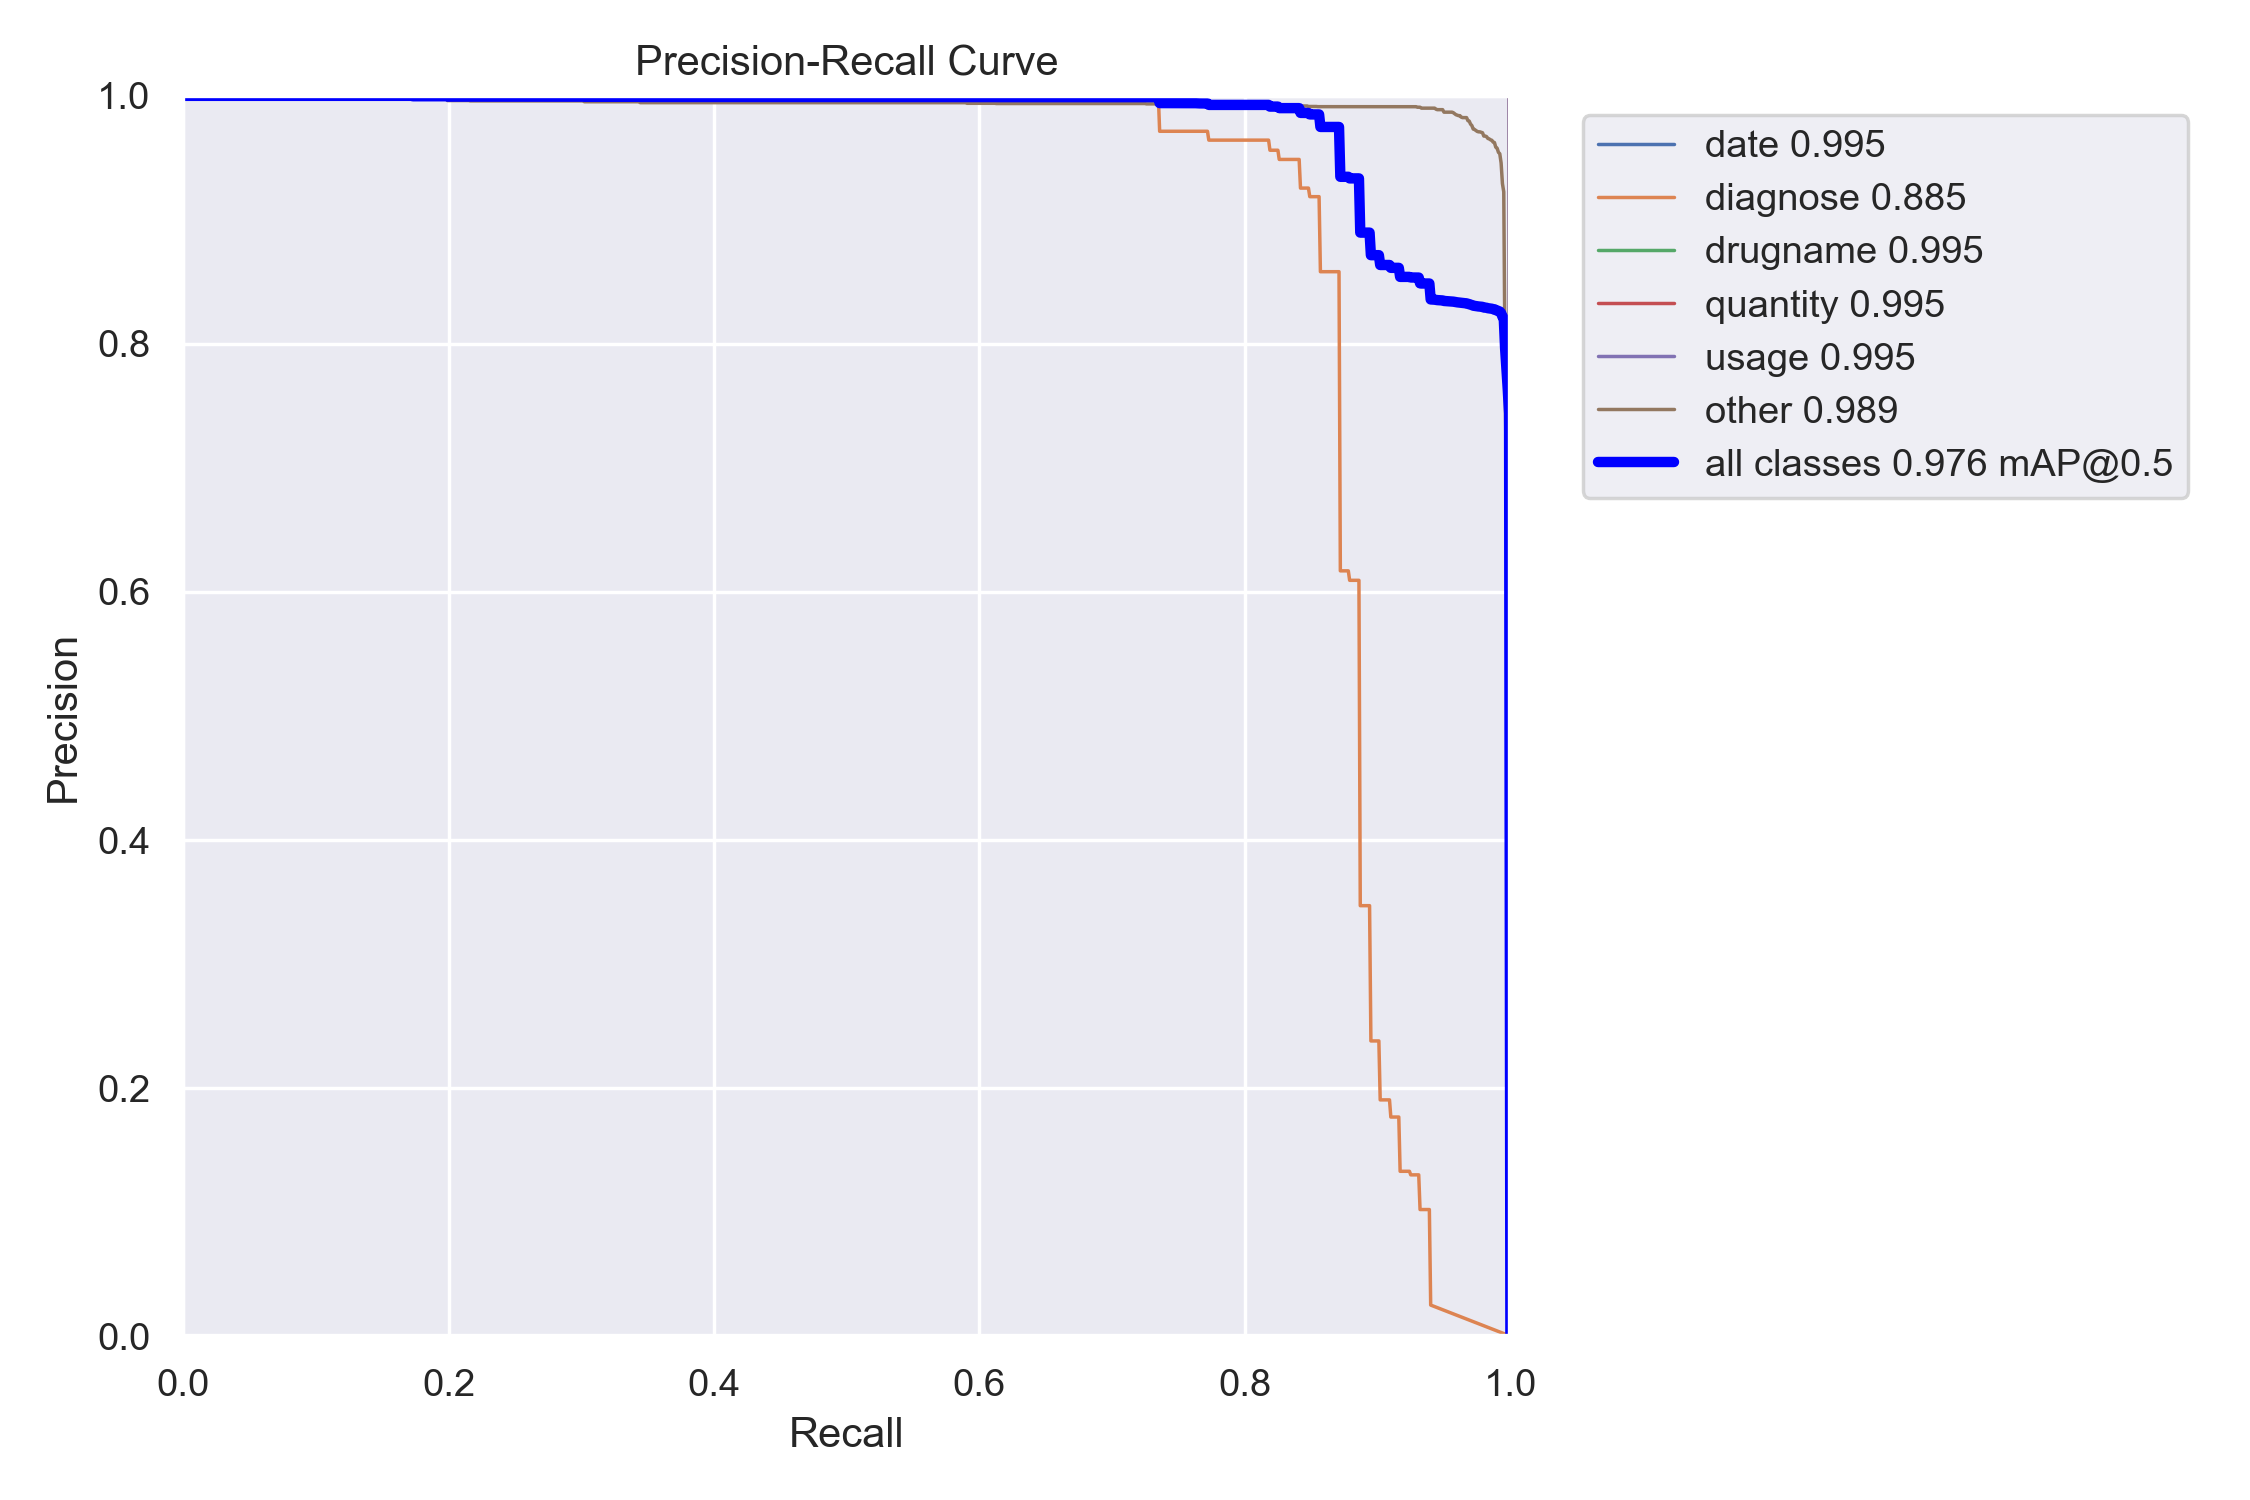 Precision-Recall Curve
1.0
0.8
0.6
0.4
0.2
0.0
Precision
0.0 0.2 0.4 0.6 0.8 1.0
Recall
date 0.995
diagnose 0.885
drugname 0.995
quantity 0.995
usage 0.995
other 0.989
all classes 0.976 mAP@0.5